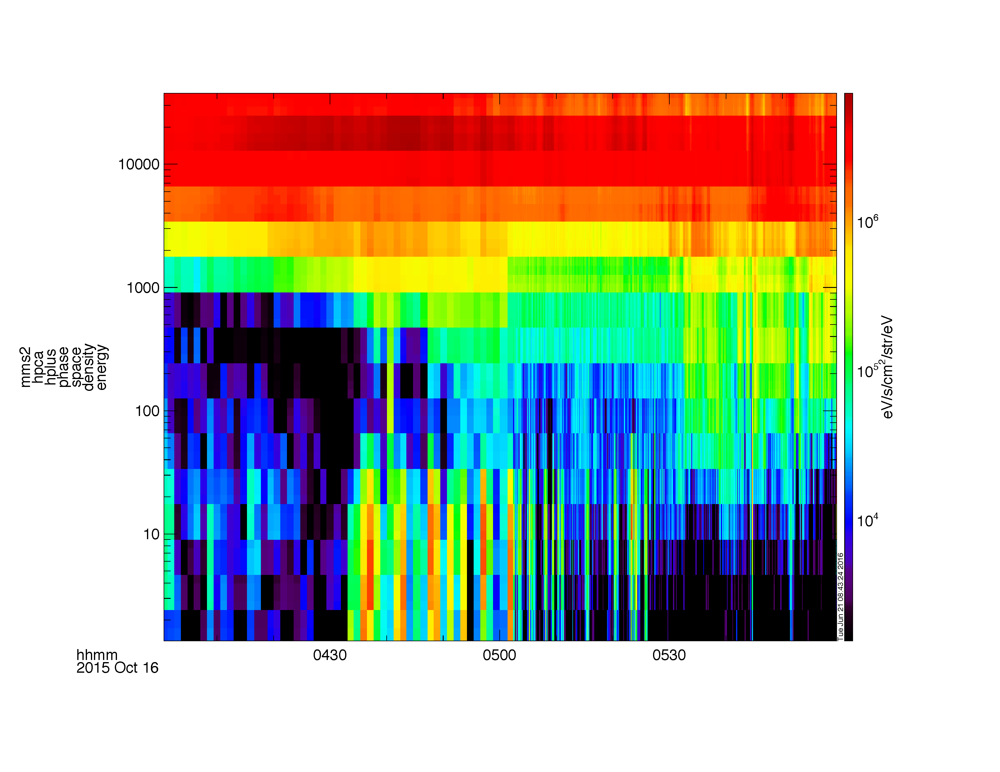 mms2
hpca
hplus
phase
space
density
energy
10000
1000
100
10
0430
0500
0530
hhmm
2015 Oct 16
10⁶
10⁵
10⁴
eV/s/cm²/str/eV
Tue Jun 21 08:43:24 2016